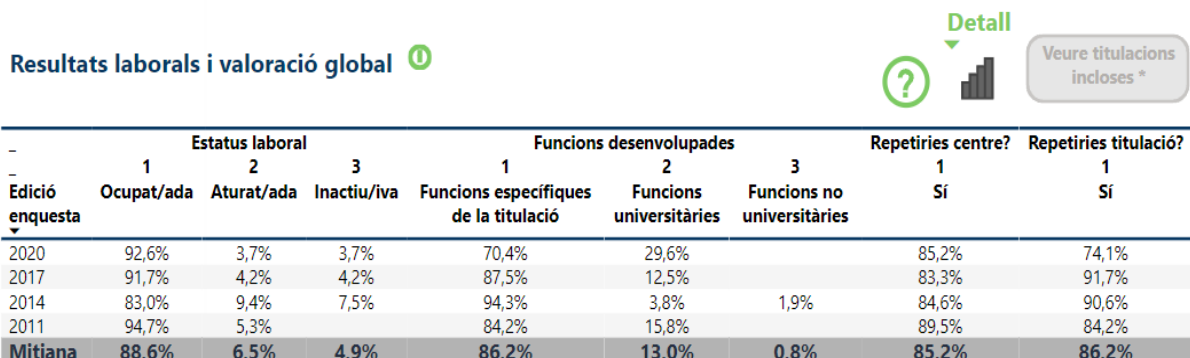 Detall
Resultats laborals i valoració global
?
Veure titulacions
incloses *
_ Estatus laboral Funcions desenvolupades Repetiries centre? Repetiries titulació?
_ 1 2 3 1 2 3 1 1
Edició Ocupat/ada Aturat/ada Inactiu/iva Funcions específiques Funcions Funcions no Sí Sí
enquesta de la titulació universitàries universitàries
2020 92,6% 3,7% 3,7% 70,4% 29,6% 85,2% 74,1%
2017 91,7% 4,2% 4,2% 87,5% 12,5% 83,3% 91,7%
2014 83,0% 9,4% 7,5% 94,3% 3,8% 1,9% 84,6% 90,6%
2011 94,7% 5,3% 84,2% 15,8% 89,5% 84,2%
Mitjana 88,6% 6,5% 4,9% 86,2% 13,0% 0,8% 85,2% 86,2%